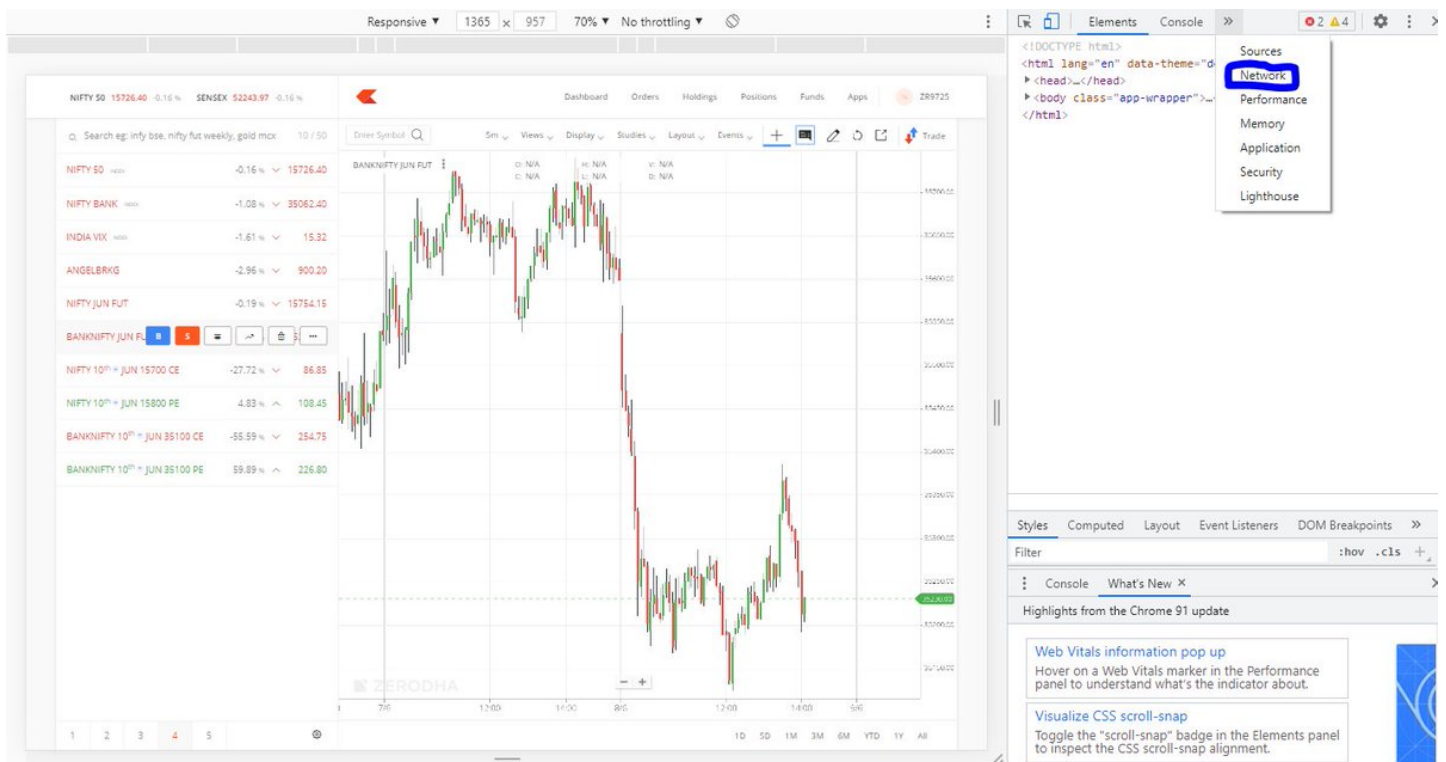 Responsive ▼ 1365 x 957 70% ▼ No throttling ▼
Elements Console » 2 4
<!DOCTYPE html>
<html lang="en" data-theme="d
<head>…</head>
<body class="app-wrapper">…
</html>
Sources
Network
Performance
Memory
Application
Security
Lighthouse
NIFTY 50 15726.40 -0.16 % SENSEX 52243.97 -0.16 %
Dashboard Orders Holdings Positions Funds Apps ZR9725
Search eg: infy bse, nifty fut weekly, gold mcx 10 / 50
NIFTY 50 INDEX -0.16 % 15726.40
NIFTY BANK INDEX -1.08 % 35062.40
INDIA VIX INDEX -1.61 % 15.32
ANGELBRKG -2.96 % 900.20
NIFTY JUN FUT -0.19 % 15754.15
BANKNIFTY JUN FU B S
NIFTY 10th JUN 15700 CE -27.72 % 86.85
NIFTY 10th JUN 15800 PE 4.83 % 108.45
BANKNIFTY 10th JUN 35100 CE -55.59 % 254.75
BANKNIFTY 10th JUN 35100 PE 59.89 % 226.80
1 2 3 4 5
Enter Symbol 5m Views Display Studies Layout Events Trade
BANKNIFTY JUN FUT O: N/A H: N/A V: N/A
C: N/A L: N/A D: N/A
ZERODHA
7/6 12:00 14:00 8/6 12:00 14:00 9/6
1D 5D 1M 3M 6M YTD 1Y All
Styles Computed Layout Event Listeners DOM Breakpoints »
Filter :hov .cls +
Console What's New ×
Highlights from the Chrome 91 update
Web Vitals information pop up
Hover on a Web Vitals marker in the Performance
panel to understand what's the indicator about.
Visualize CSS scroll-snap
Toggle the "scroll-snap" badge in the Elements panel
to inspect the CSS scroll-snap alignment.